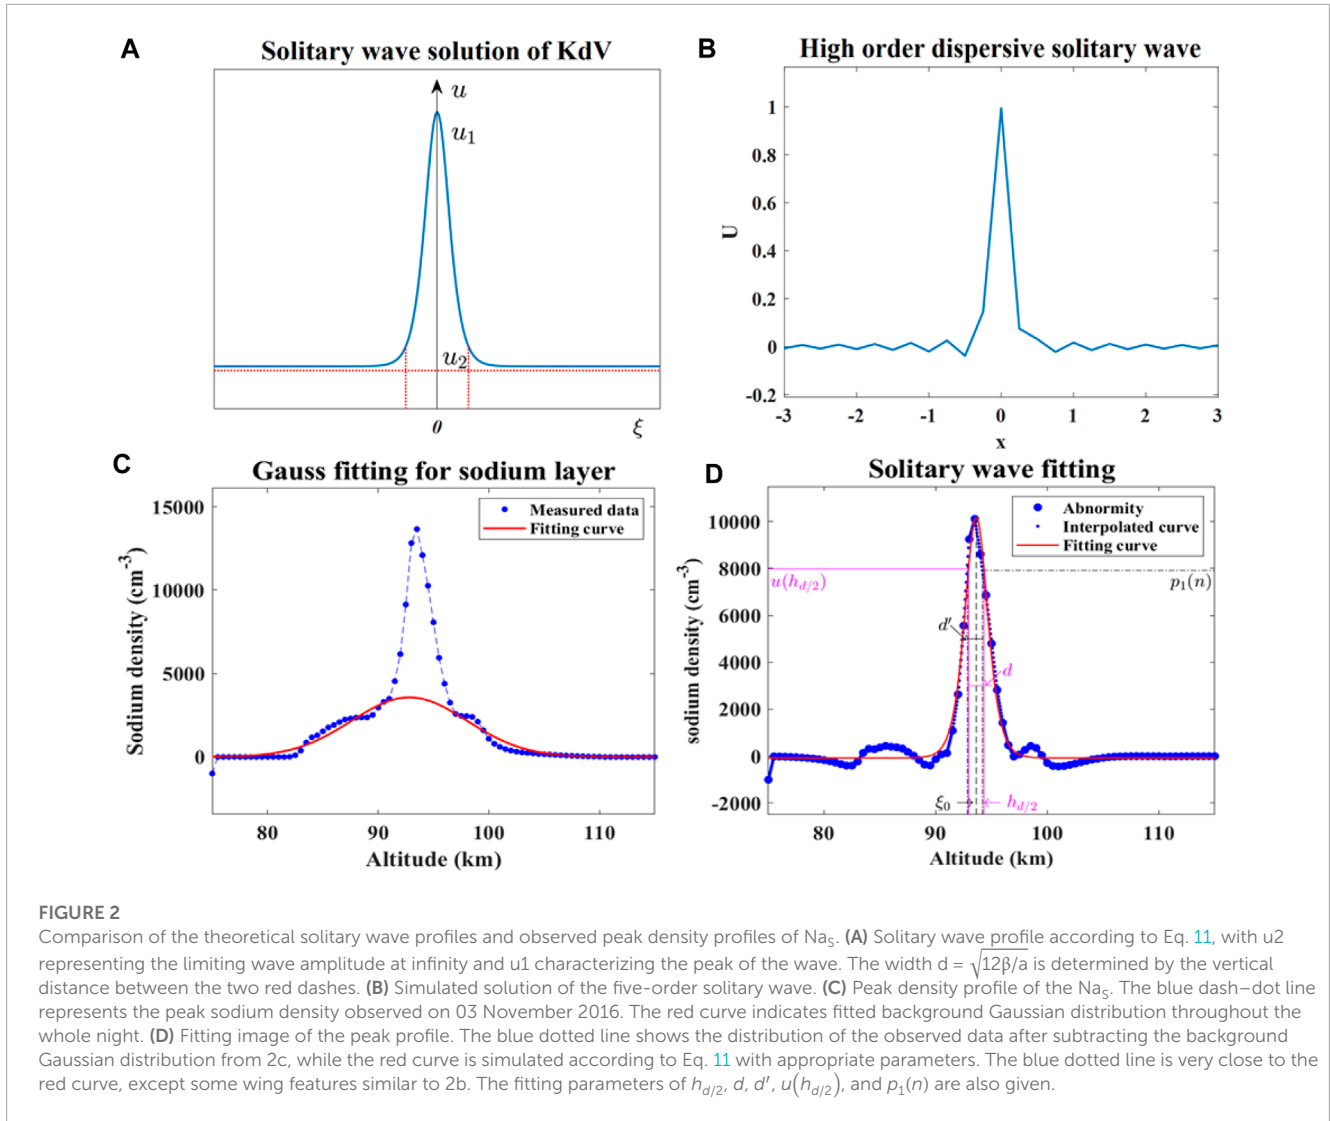 A
Solitary wave solution of KdV
u
u₁
u₂
0
ξ
B
High order dispersive solitary wave
1
0.8
0.6
0.4
0.2
0
-0.2
U
-3
-2
-1
0
1
2
3
x
C
Gauss fitting for sodium layer
15000
10000
5000
0
Sodium density (cm⁻³)
Measured data
Fitting curve
80
90
100
110
Altitude (km)
D
Solitary wave fitting
10000
8000
6000
4000
2000
0
-2000
sodium density (cm⁻³)
Abnormity
Interpolated curve
Fitting curve
u(h_{d/2})
p₁(n)
d′
d
ξ₀
h_{d/2}
80
90
100
110
Altitude (km)
FIGURE 2
Comparison of the theoretical solitary wave profiles and observed peak density profiles of Na_S. (A) Solitary wave profile according to Eq. 11, with u2
representing the limiting wave amplitude at infinity and u1 characterizing the peak of the wave. The width d = √12β/a is determined by the vertical
distance between the two red dashes. (B) Simulated solution of the five-order solitary wave. (C) Peak density profile of the Na_S. The blue dash–dot line
represents the peak sodium density observed on 03 November 2016. The red curve indicates fitted background Gaussian distribution throughout the
whole night. (D) Fitting image of the peak profile. The blue dotted line shows the distribution of the observed data after subtracting the background
Gaussian distribution from 2c, while the red curve is simulated according to Eq. 11 with appropriate parameters. The blue dotted line is very close to the
red curve, except some wing features similar to 2b. The fitting parameters of h_{d/2}, d, d′, u(h_{d/2}), and p₁(n) are also given.